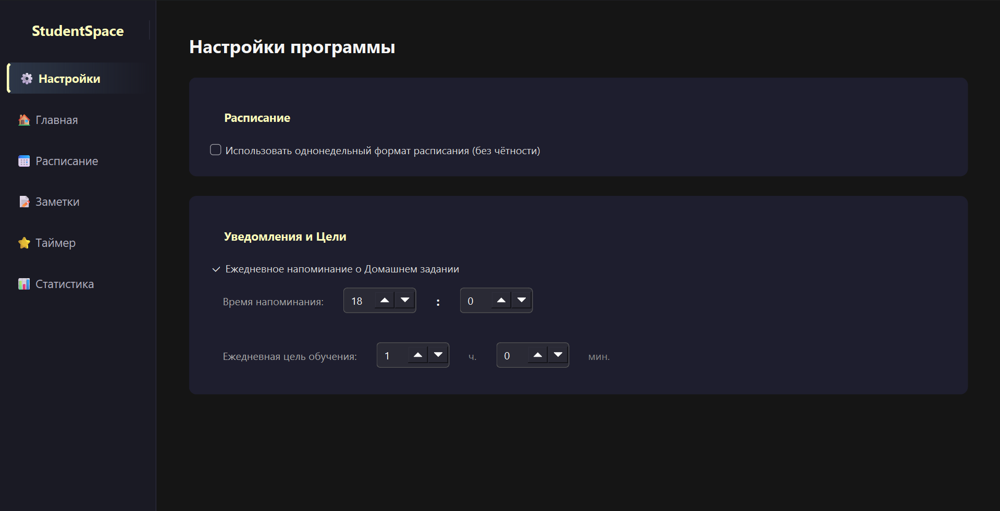 StudentSpace
Настройки
Главная
Расписание
Заметки
Таймер
Статистика
Настройки программы
Расписание
Использовать однонедельный формат расписания (без чётности)
Уведомления и Цели
Ежедневное напоминание о Домашнем задании
Время напоминания: 18 : 0
Ежедневная цель обучения: 1 ч. 0 мин.